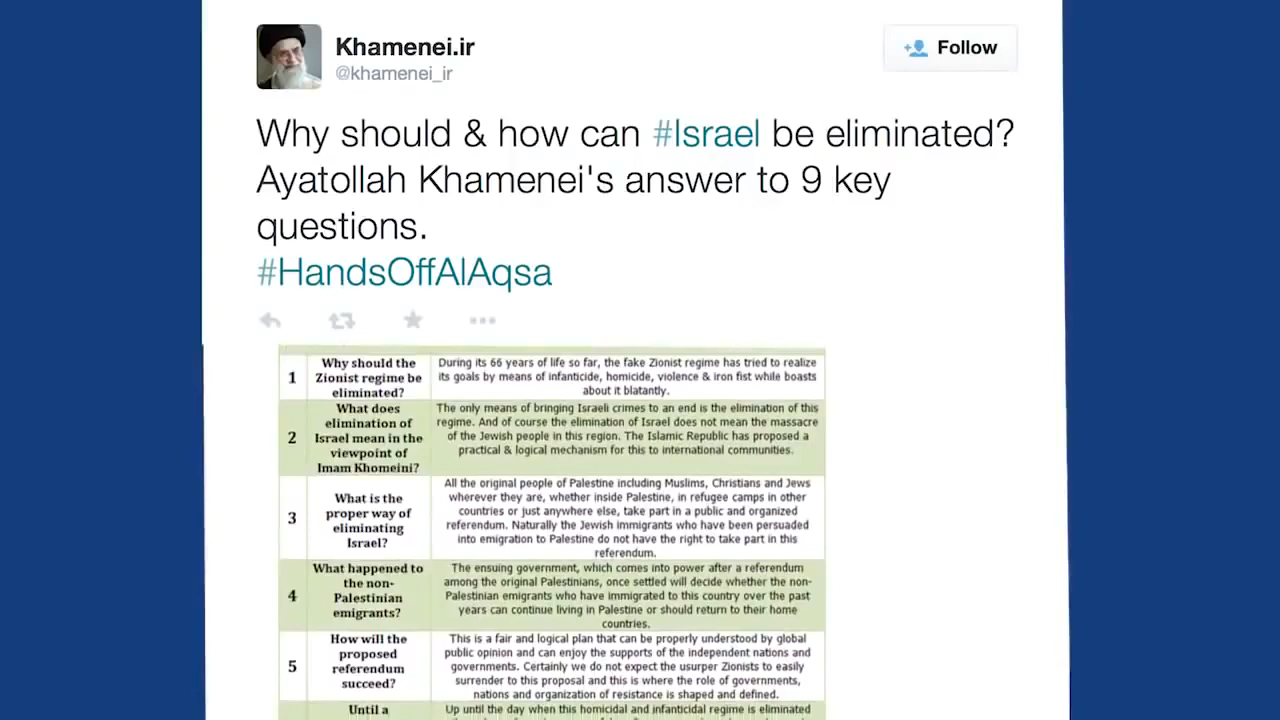 Khamenei.ir
@khamenei_ir
Follow
Why should & how can #Israel be eliminated?
Ayatollah Khamenei's answer to 9 key
questions.
#HandsOffAlAqsa
1
Why should the
Zionist regime be
eliminated?
During its 66 years of life so far, the fake Zionist regime has tried to realize
its goals by means of infanticide, homicide, violence & iron fist while boasts
about it blatantly.
2
What does
elimination of
Israel mean in the
viewpoint of
Imam Khomeini?
The only means of bringing Israeli crimes to an end is the elimination of this
regime. And of course the elimination of Israel does not mean the massacre
of the Jewish people in this region. The Islamic Republic has proposed a
practical & logical mechanism for this to international communities.
3
What is the
proper way of
eliminating
Israel?
All the original people of Palestine including Muslims, Christians and Jews
wherever they are, whether inside Palestine, in refugee camps in other
countries or just anywhere else, take part in a public and organized
referendum. Naturally the Jewish immigrants who have been persuaded
into emigration to Palestine do not have the right to take part in this
referendum.
4
What happened to
the non-
Palestinian
emigrants?
The ensuing government, which comes into power after a referendum
among the original Palestinians, once settled will decide whether the non-
Palestinian emigrants who have immigrated to this country over the past
years can continue living in Palestine or should return to their home
countries.
5
How will the
proposed
referendum
succeed?
This is a fair and logical plan that can be properly understood by global
public opinion and can enjoy the supports of the independent nations and
governments. Certainly we do not expect the usurper Zionists to easily
surrender to this proposal and this is where the role of governments,
nations and organization of resistance is shaped and defined.
Until a
Up until the day when this homicidal and infanticidal regime is eliminated